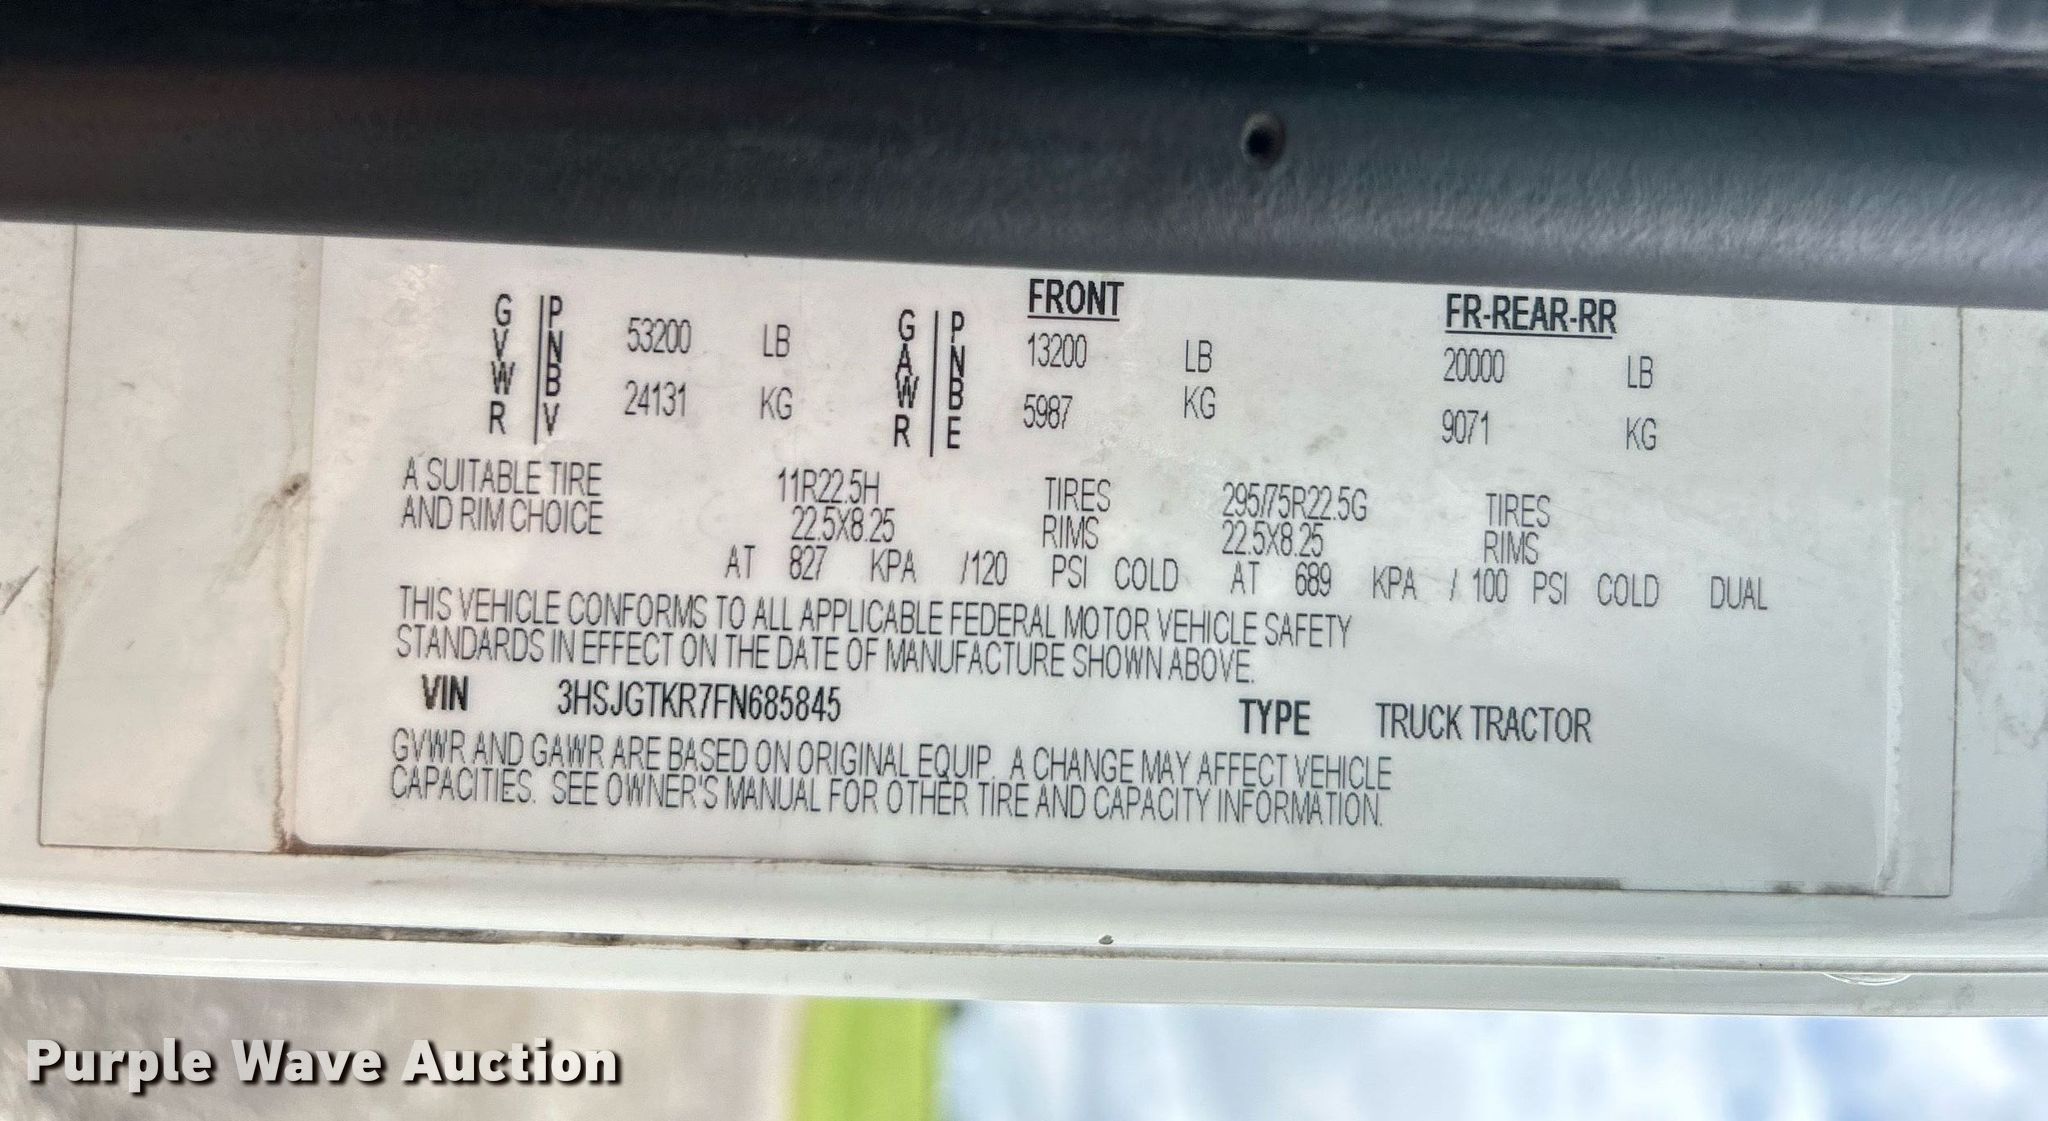 FRONT FR-REAR-RR
GVWR PNBV 53200 LB GAWR PNBE 13200 LB 20000 LB
24131 KG 5987 KG 9071 KG
A SUITABLE TIRE 11R22.5H TIRES 295/75R22.5G TIRES
AND RIM CHOICE 22.5X8.25 RIMS 22.5X8.25 RIMS
AT 827 KPA /120 PSI COLD AT 689 KPA / 100 PSI COLD DUAL
THIS VEHICLE CONFORMS TO ALL APPLICABLE FEDERAL MOTOR VEHICLE SAFETY
STANDARDS IN EFFECT ON THE DATE OF MANUFACTURE SHOWN ABOVE.
VIN 3HSJGTKR7FN685845 TYPE TRUCK TRACTOR
GVWR AND GAWR ARE BASED ON ORIGINAL EQUIP. A CHANGE MAY AFFECT VEHICLE
CAPACITIES. SEE OWNER'S MANUAL FOR OTHER TIRE AND CAPACITY INFORMATION.
Purple Wave Auction